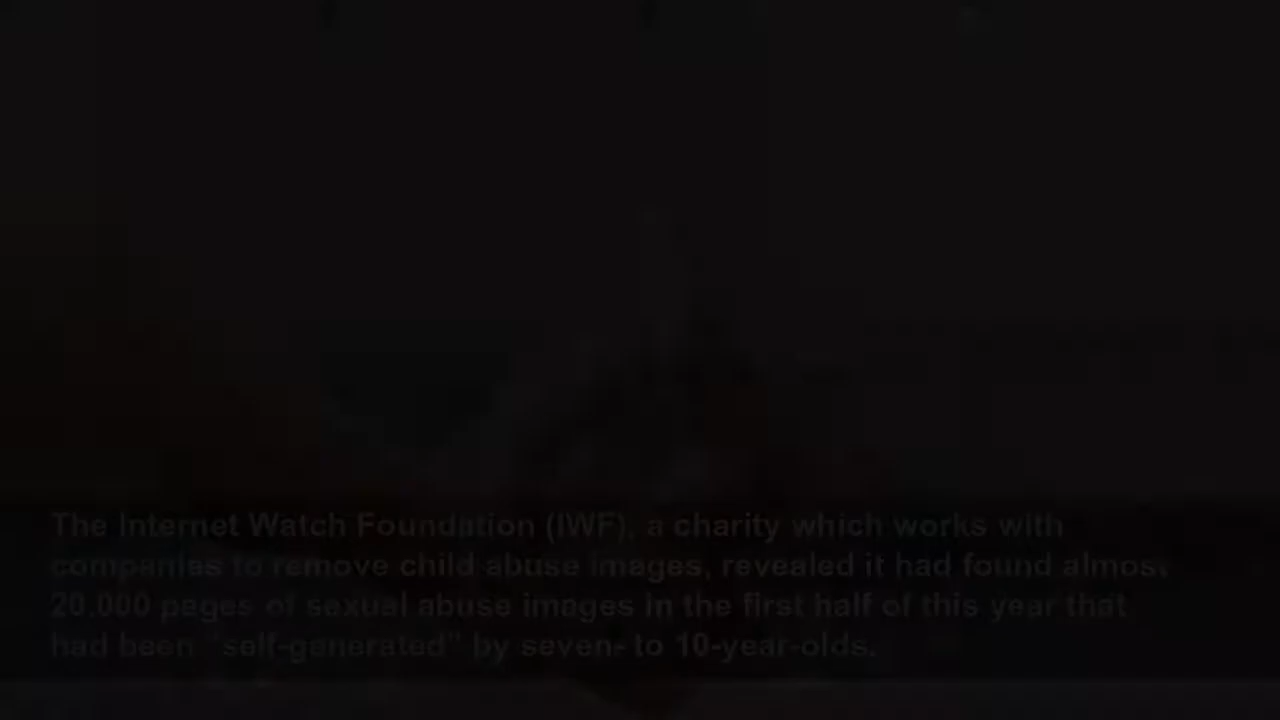 The Internet Watch Foundation (IWF), a charity which works with
companies to remove child abuse images, revealed it had found almost
20,000 pages of sexual abuse images in the first half of this year that
had been "self-generated" by seven- to 10-year-olds.